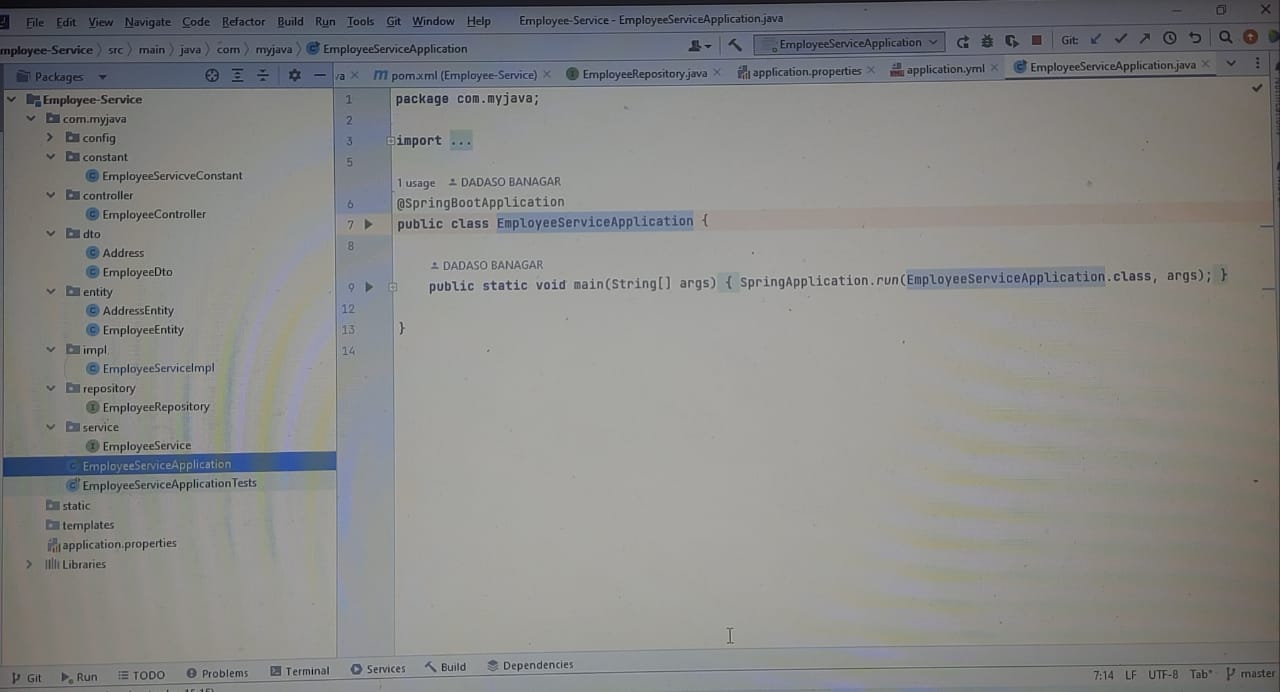 File Edit View Navigate Code Refactor Build Run Tools Git Window Help Employee-Service - EmployeeServiceApplication.java
mployee-Service src main java com myjava EmployeeServiceApplication EmployeeServiceApplication Git:
Packages va pom.xml (Employee-Service) EmployeeRepository.java application.properties application.yml EmployeeServiceApplication.java
Employee-Service
com.myjava
config
constant
EmployeeServicveConstant
controller
EmployeeController
dto
Address
EmployeeDto
entity
AddressEntity
EmployeeEntity
impl
EmployeeServiceImpl
repository
EmployeeRepository
service
EmployeeService
EmployeeServiceApplication
EmployeeServiceApplicationTests
static
templates
application.properties
Libraries
1 package com.myjava;
2
3 import ...
5
1 usage DADASO BANAGAR
6 @SpringBootApplication
7 public class EmployeeServiceApplication {
8
DADASO BANAGAR
9 public static void main(String[] args) { SpringApplication.run(EmployeeServiceApplication.class, args); }
12
13 }
14
Git Run TODO Problems Terminal Services Build Dependencies
7:14 LF UTF-8 Tab* master